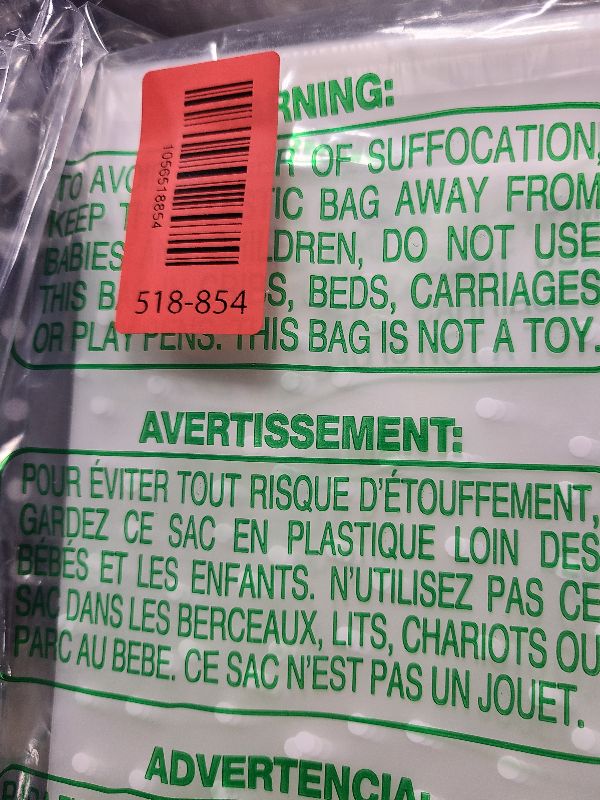 RNING:
TO AVO R OF SUFFOCATION,
KEEP T IC BAG AWAY FROM
BABIES LDREN, DO NOT USE
THIS B S, BEDS, CARRIAGES
OR PLAY PENS. THIS BAG IS NOT A TOY.
1056518854
518-854
AVERTISSEMENT:
POUR ÉVITER TOUT RISQUE D'ÉTOUFFEMENT,
GARDEZ CE SAC EN PLASTIQUE LOIN DES
BÉBÉS ET LES ENFANTS. N'UTILISEZ PAS CE
SAC DANS LES BERCEAUX, LITS, CHARIOTS OU
PARC AU BEBE. CE SAC N'EST PAS UN JOUET.
ADVERTENCIA: